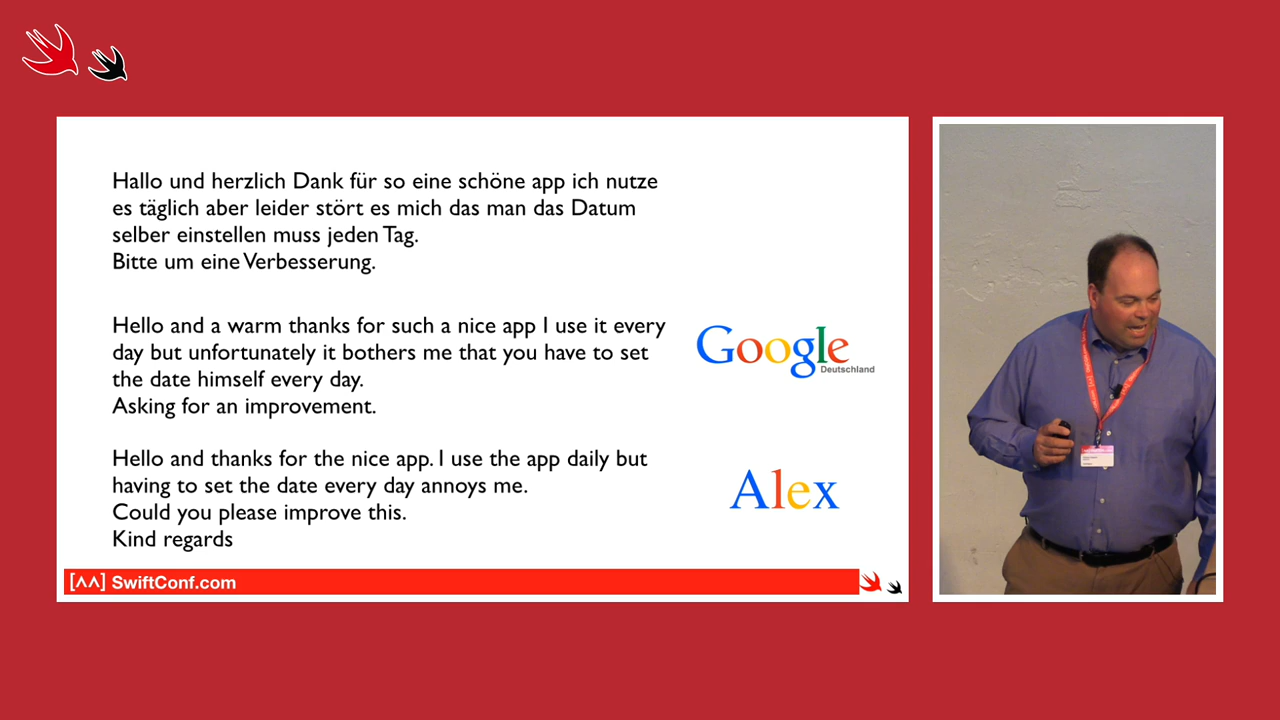 Hallo und herzlich Dank für so eine schöne app ich nutze
es täglich aber leider stört es mich das man das Datum
selber einstellen muss jeden Tag.
Bitte um eine Verbesserung.
Hello and a warm thanks for such a nice app I use it every
day but unfortunately it bothers me that you have to set
the date himself every day.
Asking for an improvement.
Google
Deutschland
Hello and thanks for the nice app. I use the app daily but
having to set the date every day annoys me.
Could you please improve this.
Kind regards
Alex
[^^] SwiftConf.com